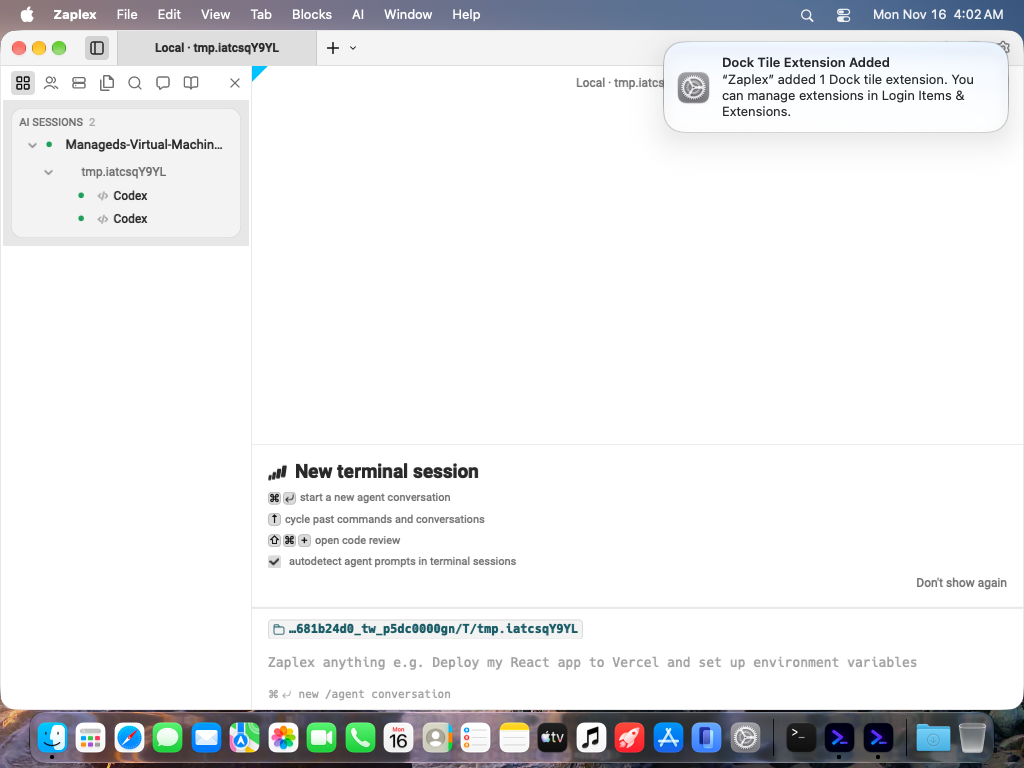 Zaplex File Edit View Tab Blocks AI Window Help Mon Nov 16 4:02 AM
Local · tmp.iatcsqY9YL
Dock Tile Extension Added
“Zaplex” added 1 Dock tile extension. You
can manage extensions in Login Items &
Extensions.
Local · tmp.iatcs
AI SESSIONS 2
Manageds-Virtual-Machin...
tmp.iatcsqY9YL
Codex
Codex
New terminal session
⌘ ↵ start a new agent conversation
↑ cycle past commands and conversations
⇧ ⌘ + open code review
autodetect agent prompts in terminal sessions
Don't show again
…681b24d0_tw_p5dc0000gn/T/tmp.iatcsqY9YL
Zaplex anything e.g. Deploy my React app to Vercel and set up environment variables
⌘ ↵ new /agent conversation
Mon
16
tv